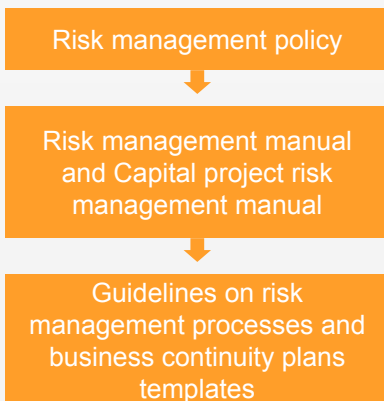 Risk management policy
Risk management manual
and Capital project risk
management manual
Guidelines on risk
management processes and
business continuity plans
templates